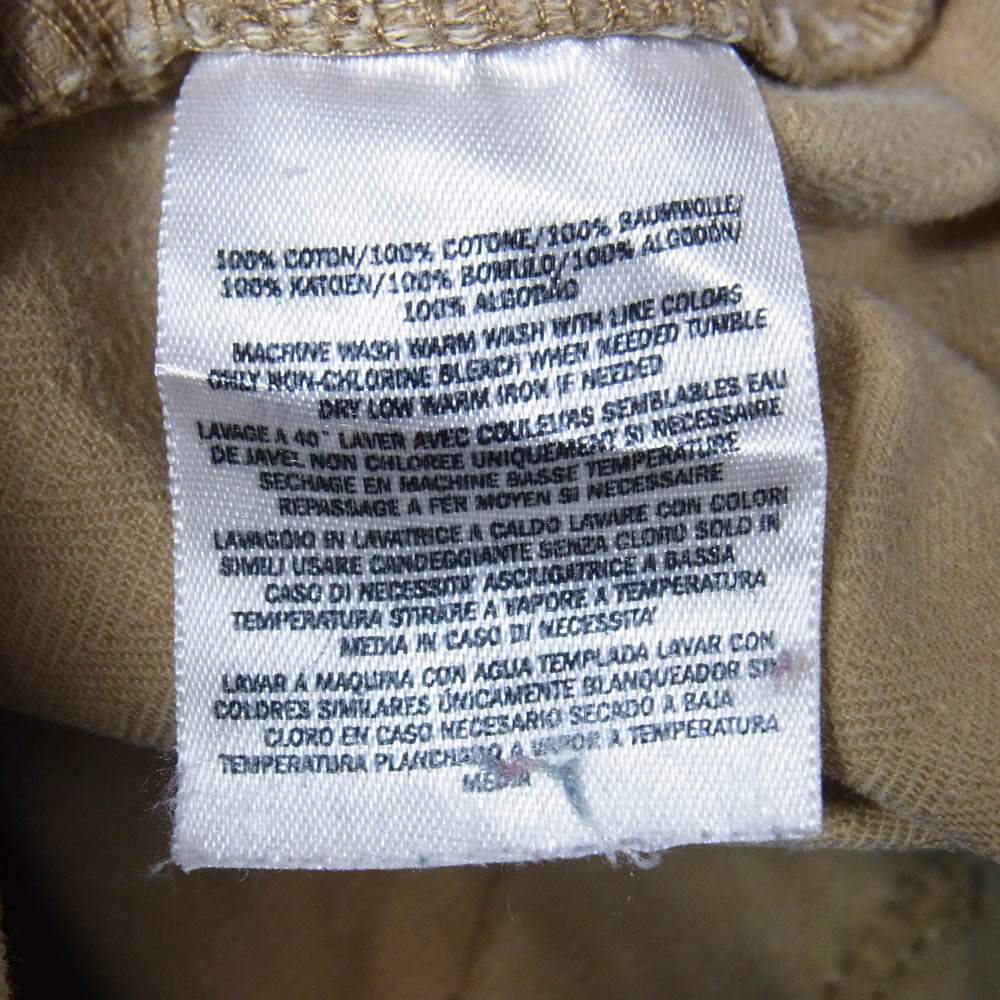 100% COTON/100% COTONE/100% BAUMWOLLE/
100% KATOEN/100% BOMULD/100% ALGODÓN/
100% ALGODÃO
MACHINE WASH WARM WASH WITH LIKE COLORS
ONLY NON-CHLORINE BLEACH WHEN NEEDED TUMBLE
DRY LOW WARM IRON IF NEEDED
LAVAGE A 40° LAVER AVEC COULEURS SEMBLABLES EAU
DE JAVEL NON CHLOREE UNIQUEMENT SI NECESSAIRE
SECHAGE EN MACHINE BASSE TEMPERATURE
REPASSAGE A FER MOYEN SI NECESSAIRE
LAVAGGIO IN LAVATRICE A CALDO LAVARE CON COLORI
SIMILI USARE CANDEGGIANTE SENZA CLORO SOLO IN
CASO DI NECESSITA' ASCIUGATRICE A BASSA
TEMPERATURA STIRARE A VAPORE A TEMPERATURA
MEDIA IN CASO DI NECESSITA'
LAVAR A MAQUINA CON AGUA TEMPLADA LAVAR CON
COLORES SIMILARES ÚNICAMENTE BLANQUEADOR SIN
CLORO EN CASO NECESARIO SECADO A BAJA
TEMPERATURA PLANCHADO A VAPOR A TEMPERATURA
MEDIA